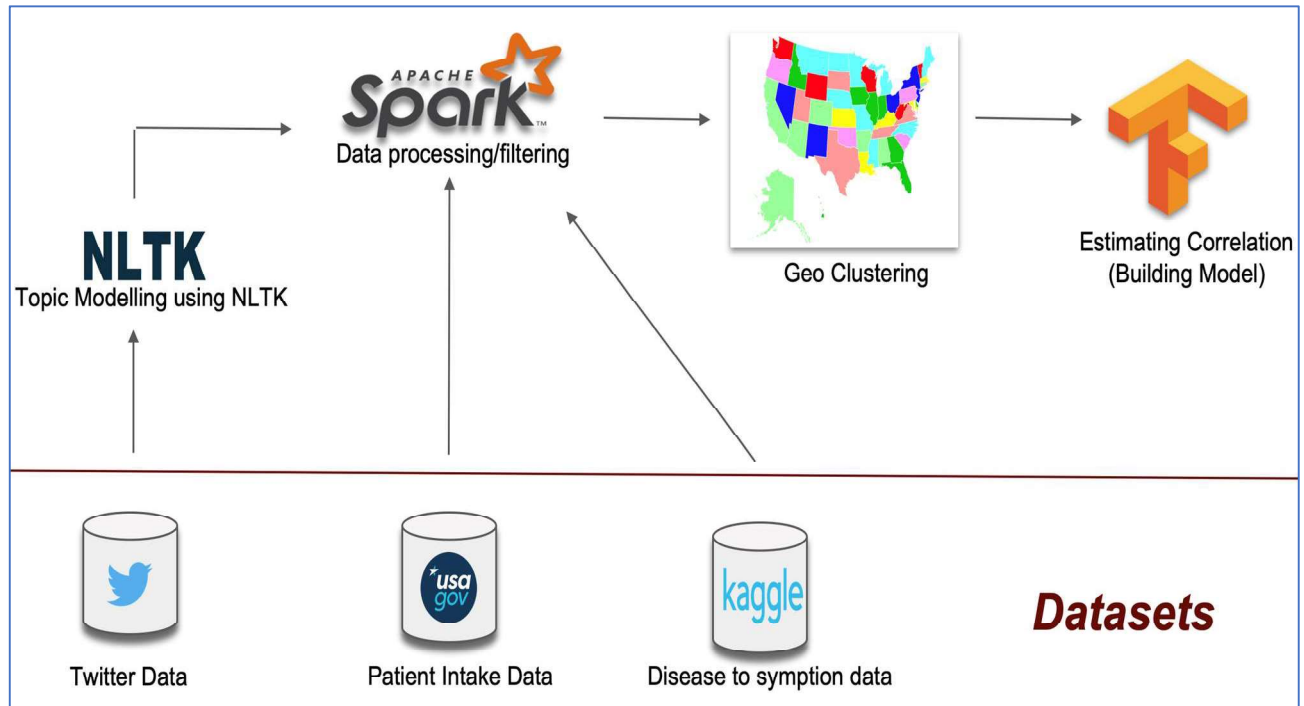 APACHE
Spark™
Data processing/filtering
NLTK
Topic Modelling using NLTK
Geo Clustering
Estimating Correlation
(Building Model)
usa
gov
kaggle
Datasets
Twitter Data
Patient Intake Data
Disease to symption data